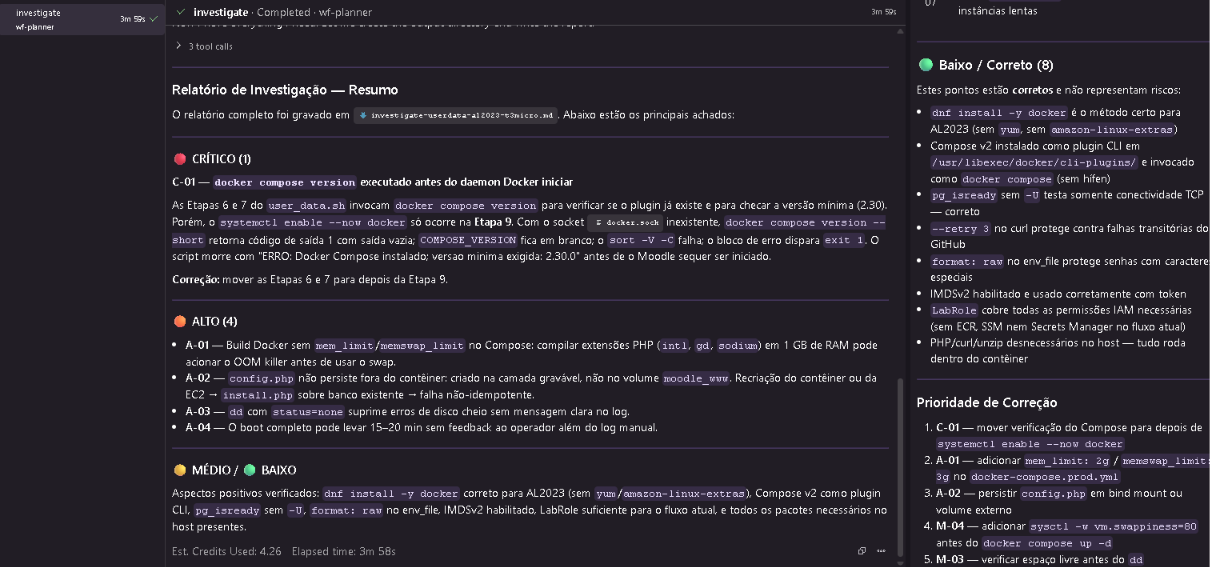 investigate
wf-planner
3m 59s
investigate · Completed · wf-planner
3m 59s
3 tool calls
Relatório de Investigação — Resumo
O relatório completo foi gravado em investigate-userdata-al2023-t3micro.md. Abaixo estão os principais achados:
CRÍTICO (1)
C-01 — docker compose version executado antes do daemon Docker iniciar
As Etapas 6 e 7 do user_data.sh invocam docker compose version para verificar se o plugin já existe e para checar a versão mínima (2.30).
Porém, o systemctl enable --now docker só ocorre na Etapa 9. Com o socket docker.sock inexistente, docker compose version --
short retorna código de saída 1 com saída vazia; COMPOSE_VERSION fica em branco; o sort -V -C falha; o bloco de erro dispara exit 1. O
script morre com "ERRO: Docker Compose instalado; versao minima exigida: 2.30.0" antes de o Moodle sequer ser iniciado.
Correção: mover as Etapas 6 e 7 para depois da Etapa 9.
ALTO (4)
• A-01 — Build Docker sem mem_limit/memswap_limit no Compose: compilar extensões PHP (intl, gd, sodium) em 1 GB de RAM pode
acionar o OOM killer antes de usar o swap.
• A-02 — config.php não persiste fora do contêiner: criado na camada gravável, não no volume moodle_www. Recriação do contêiner ou da
EC2 → install.php sobre banco existente → falha não-idempotente.
• A-03 — dd com status=none suprime erros de disco cheio sem mensagem clara no log.
• A-04 — O boot completo pode levar 15–20 min sem feedback ao operador além do log manual.
MÉDIO / BAIXO
Aspectos positivos verificados: dnf install -y docker correto para AL2023 (sem yum/amazon-linux-extras), Compose v2 como plugin
CLI, pg_isready sem -U, format: raw no env_file, IMDSv2 habilitado, LabRole suficiente para o fluxo atual, e todos os pacotes necessários no
host presentes.
Est. Credits Used: 4.26 Elapsed time: 3m 58s
07
instâncias lentas
Baixo / Correto (8)
Estes pontos estão corretos e não representam riscos:
• dnf install -y docker é o método certo para
AL2023 (sem yum, sem amazon-linux-extras)
• Compose v2 instalado como plugin CLI em
/usr/libexec/docker/cli-plugins/ e invocado
como docker compose (sem hífen)
• pg_isready sem -U testa somente conectividade TCP
— correto
• --retry 3 no curl protege contra falhas transitórias do
GitHub
• format: raw no env_file protege senhas com caractere
especiais
• IMDSv2 habilitado e usado corretamente com token
• LabRole cobre todas as permissões IAM necessárias
(sem ECR, SSM nem Secrets Manager no fluxo atual)
• PHP/curl/unzip desnecessários no host — tudo roda
dentro do contêiner
Prioridade de Correção
1. C-01 — mover verificação do Compose para depois de
systemctl enable --now docker
2. A-01 — adicionar mem_limit: 2g / memswap_limit:
3g no docker-compose.prod.yml
3. A-02 — persistir config.php em bind mount ou
volume externo
4. M-04 — adicionar sysctl -w vm.swappiness=80
antes do docker compose up -d
5. M-03 — verificar espaço livre antes do dd